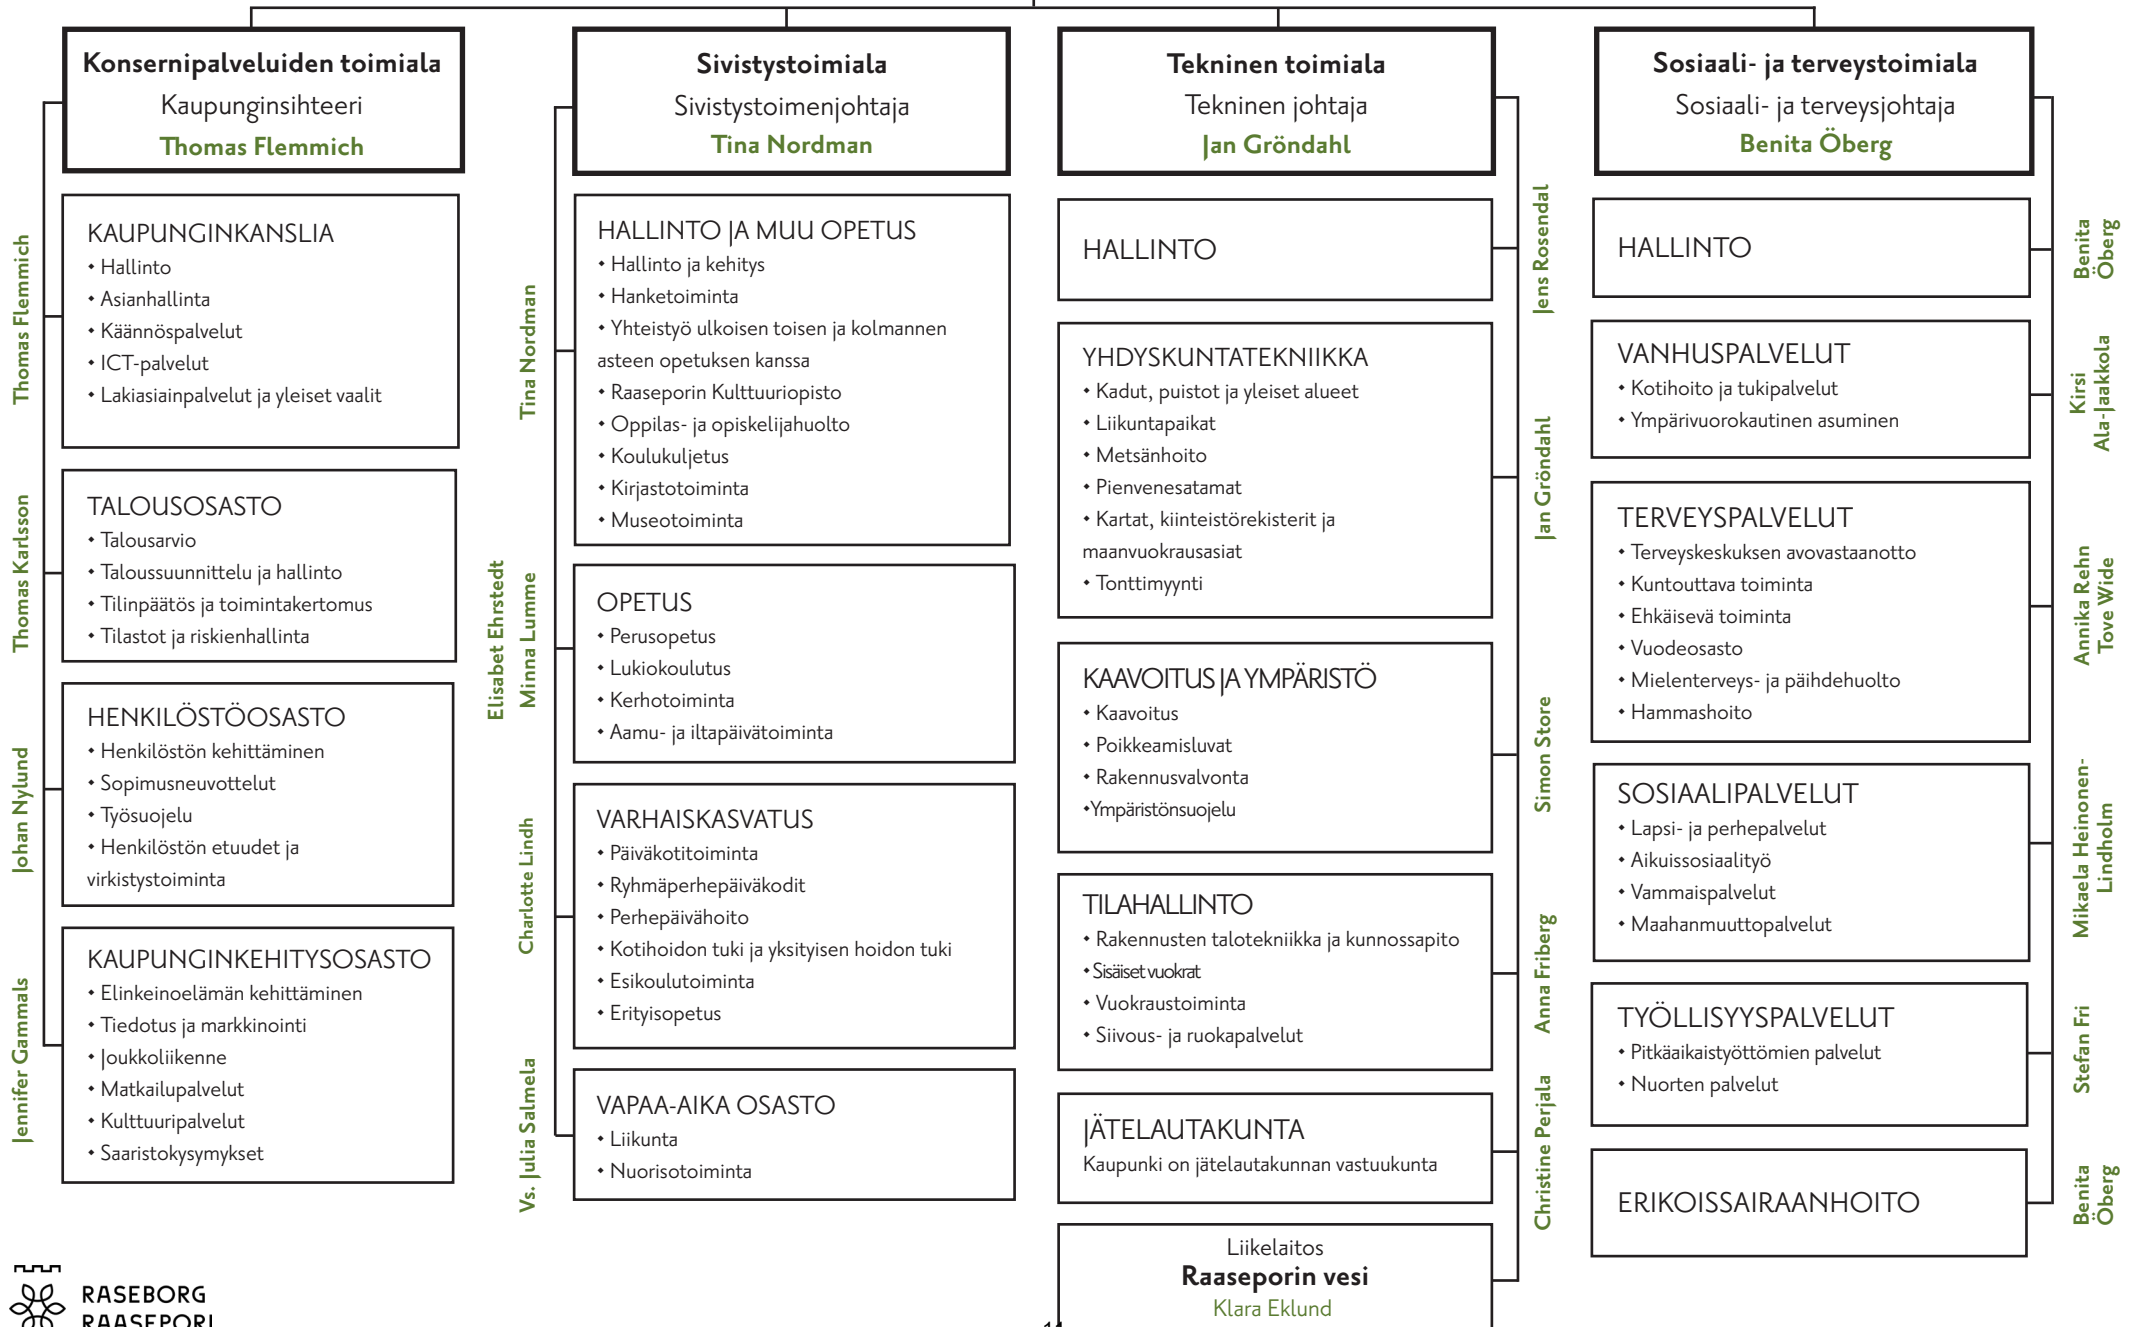 Konsernipalveluiden toimiala
Kaupunginsihteeri
Thomas Flemmich
Thomas Flemmich
KAUPUNGINKANSLIA
• Hallinto
• Asianhallinta
• Käännöspalvelut
• ICT-palvelut
• Lakiasiainpalvelut ja yleiset vaalit
Thomas Karlsson
TALOUSOSASTO
• Talousarvio
• Taloussuunnittelu ja hallinto
• Tilinpäätös ja toimintakertomus
• Tilastot ja riskienhallinta
Johan Nylund
HENKILÖSTÖOSASTO
• Henkilöstön kehittäminen
• Sopimusneuvottelut
• Työsuojelu
• Henkilöstön etuudet ja
virkistystoiminta
Jennifer Gammals
KAUPUNGINKEHITYSOSASTO
• Elinkeinoelämän kehittäminen
• Tiedotus ja markkinointi
• Joukkoliikenne
• Matkailupalvelut
• Kulttuuripalvelut
• Saaristokysymykset
Sivistystoimiala
Sivistystoimenjohtaja
Tina Nordman
Tina Nordman
HALLINTO JA MUU OPETUS
• Hallinto ja kehitys
• Hanketoiminta
• Yhteistyö ulkoisen toisen ja kolmannen
asteen opetuksen kanssa
• Raaseporin Kulttuuriopisto
• Oppilas- ja opiskelijahuolto
• Koulukuljetus
• Kirjastotoiminta
• Museotoiminta
Elisabet Ehrstedt
Minna Lumme
OPETUS
• Perusopetus
• Lukiokoulutus
• Kerhotoiminta
• Aamu- ja iltapäivätoiminta
Charlotte Lindh
VARHAISKASVATUS
• Päiväkotitoiminta
• Ryhmäperhepäiväkodit
• Perhepäivähoito
• Kotihoidon tuki ja yksityisen hoidon tuki
• Esikoulutoiminta
• Erityisopetus
Vs. Julia Salmela
VAPAA-AIKA OSASTO
• Liikunta
• Nuorisotoiminta
Tekninen toimiala
Tekninen johtaja
Jan Gröndahl
HALLINTO
Jens Rosendal
YHDYSKUNTATEKNIIKKA
• Kadut, puistot ja yleiset alueet
• Liikuntapaikat
• Metsänhoito
• Pienvenesatamat
• Kartat, kiinteistörekisterit ja
maanvuokrausasiat
• Tonttimyynti
Jan Gröndahl
KAAVOITUS JA YMPÄRISTÖ
• Kaavoitus
• Poikkeamisluvat
• Rakennusvalvonta
•Ympäristönsuojelu
Simon Store
TILAHALLINTO
• Rakennusten talotekniikka ja kunnossapito
• Sisäiset vuokrat
• Vuokraustoiminta
• Siivous- ja ruokapalvelut
Anna Friberg
JÄTELAUTAKUNTA
Kaupunki on jätelautakunnan vastuukunta
Christine Perjala
Liikelaitos
Raaseporin vesi
Klara Eklund
Sosiaali- ja terveystoimiala
Sosiaali- ja terveysjohtaja
Benita Öberg
HALLINTO
Benita
Öberg
VANHUSPALVELUT
• Kotihoito ja tukipalvelut
• Ympärivuorokautinen asuminen
Kirsi
Ala-Jaakkola
TERVEYSPALVELUT
• Terveyskeskuksen avovastaanotto
• Kuntouttava toiminta
• Ehkäisevä toiminta
• Vuodeosasto
• Mielenterveys- ja päihdehuolto
• Hammashoito
Annika Rehn
Tove Wide
SOSIAALIPALVELUT
• Lapsi- ja perhepalvelut
• Aikuissosiaalityö
• Vammaispalvelut
• Maahanmuuttopalvelut
Mikaela Heinonen-
Lindholm
TYÖLLISYYSPALVELUT
• Pitkäaikaistyöttömien palvelut
• Nuorten palvelut
Stefan Fri
ERIKOISSAIRAANHOITO
Benita
Öberg
RASEBORG
RAASEPORI